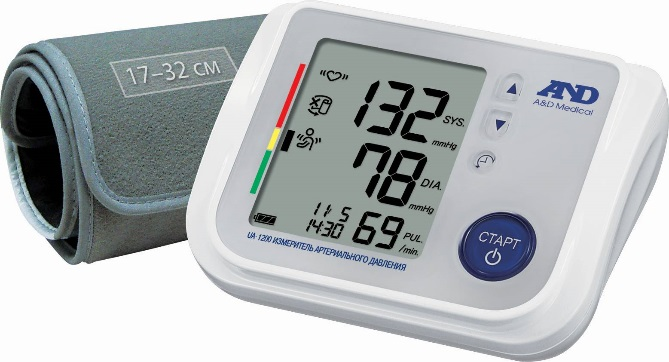 17-32 СМ
AND
A&D Medical
132 SYS.
mmHg
78 DIA.
mmHg
11/5
14:30
69 PUL.
/min.
СТАРТ
UA-1200 ИЗМЕРИТЕЛЬ АРТЕРИАЛЬНОГО ДАВЛЕНИЯ